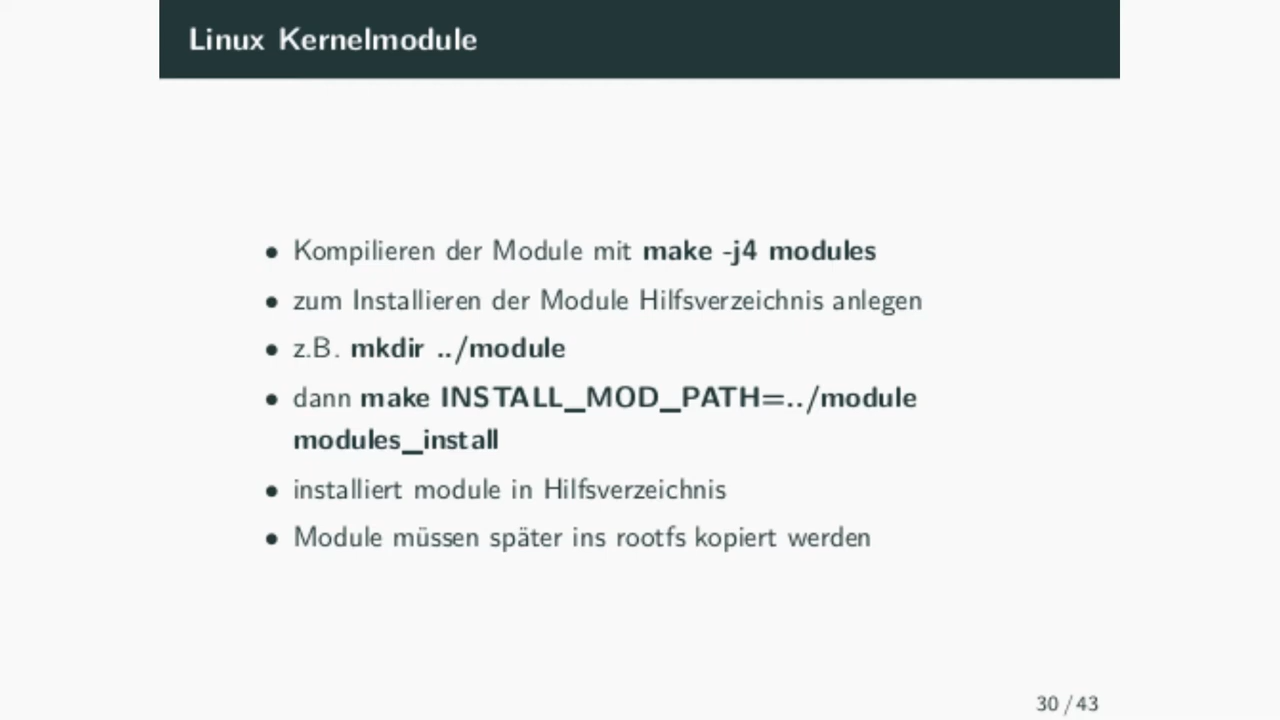 Linux Kernelmodule
• Kompilieren der Module mit make -j4 modules
• zum Installieren der Module Hilfsverzeichnis anlegen
• z.B. mkdir ../module
• dann make INSTALL_MOD_PATH=../module
modules_install
• installiert module in Hilfsverzeichnis
• Module müssen später ins rootfs kopiert werden
30 / 43